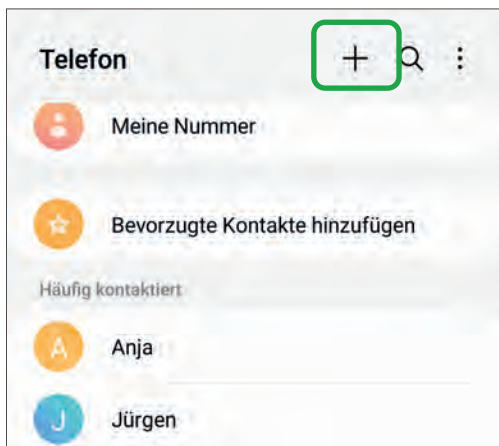 Telefon
Meine Nummer
Bevorzugte Kontakte hinzufügen
Häufig kontaktiert
A Anja
J Jürgen